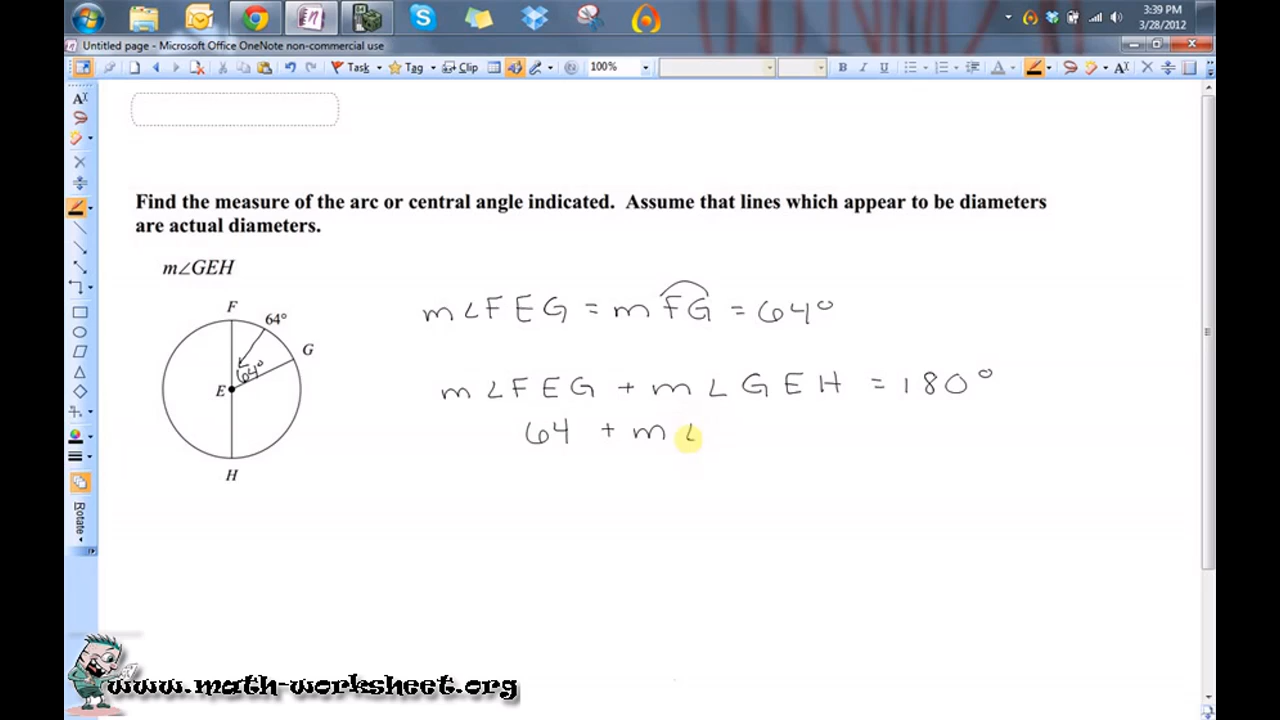 3:39 PM
3/28/2012
Untitled page - Microsoft Office OneNote non-commercial use
Task Tag Clip 100% B I U A
Find the measure of the arc or central angle indicated. Assume that lines which appear to be diameters
are actual diameters.
m∠GEH
F
64°
G
64°
E
H
m∠FEG = mFG = 64°
m∠FEG + m∠GEH = 180°
64 + m∠
Rotate
www.math-worksheet.org